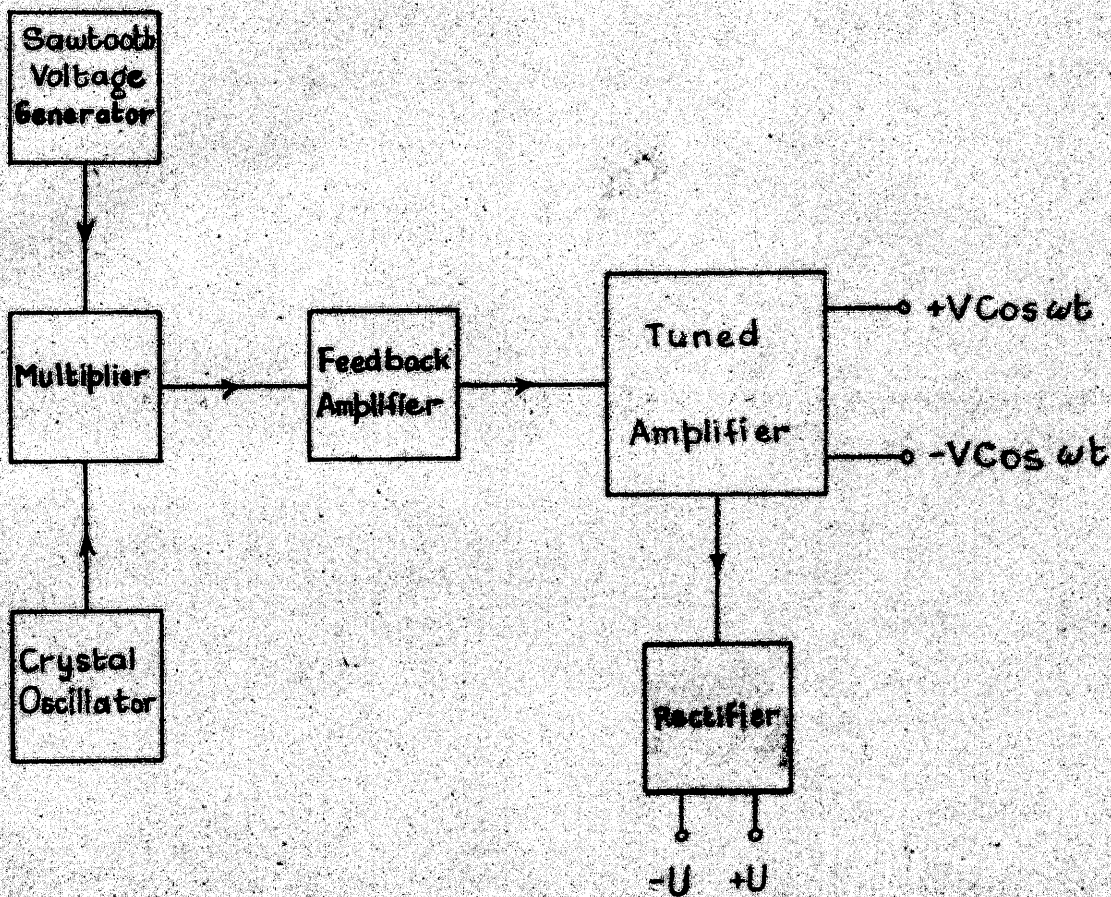 Sawtooth
Voltage
Generator
Multiplier
Feedback
Amplifier
Tuned
Amplifier
+VCos ωt
-VCos ωt
Crystal
Oscillator
Rectifier
-U +U